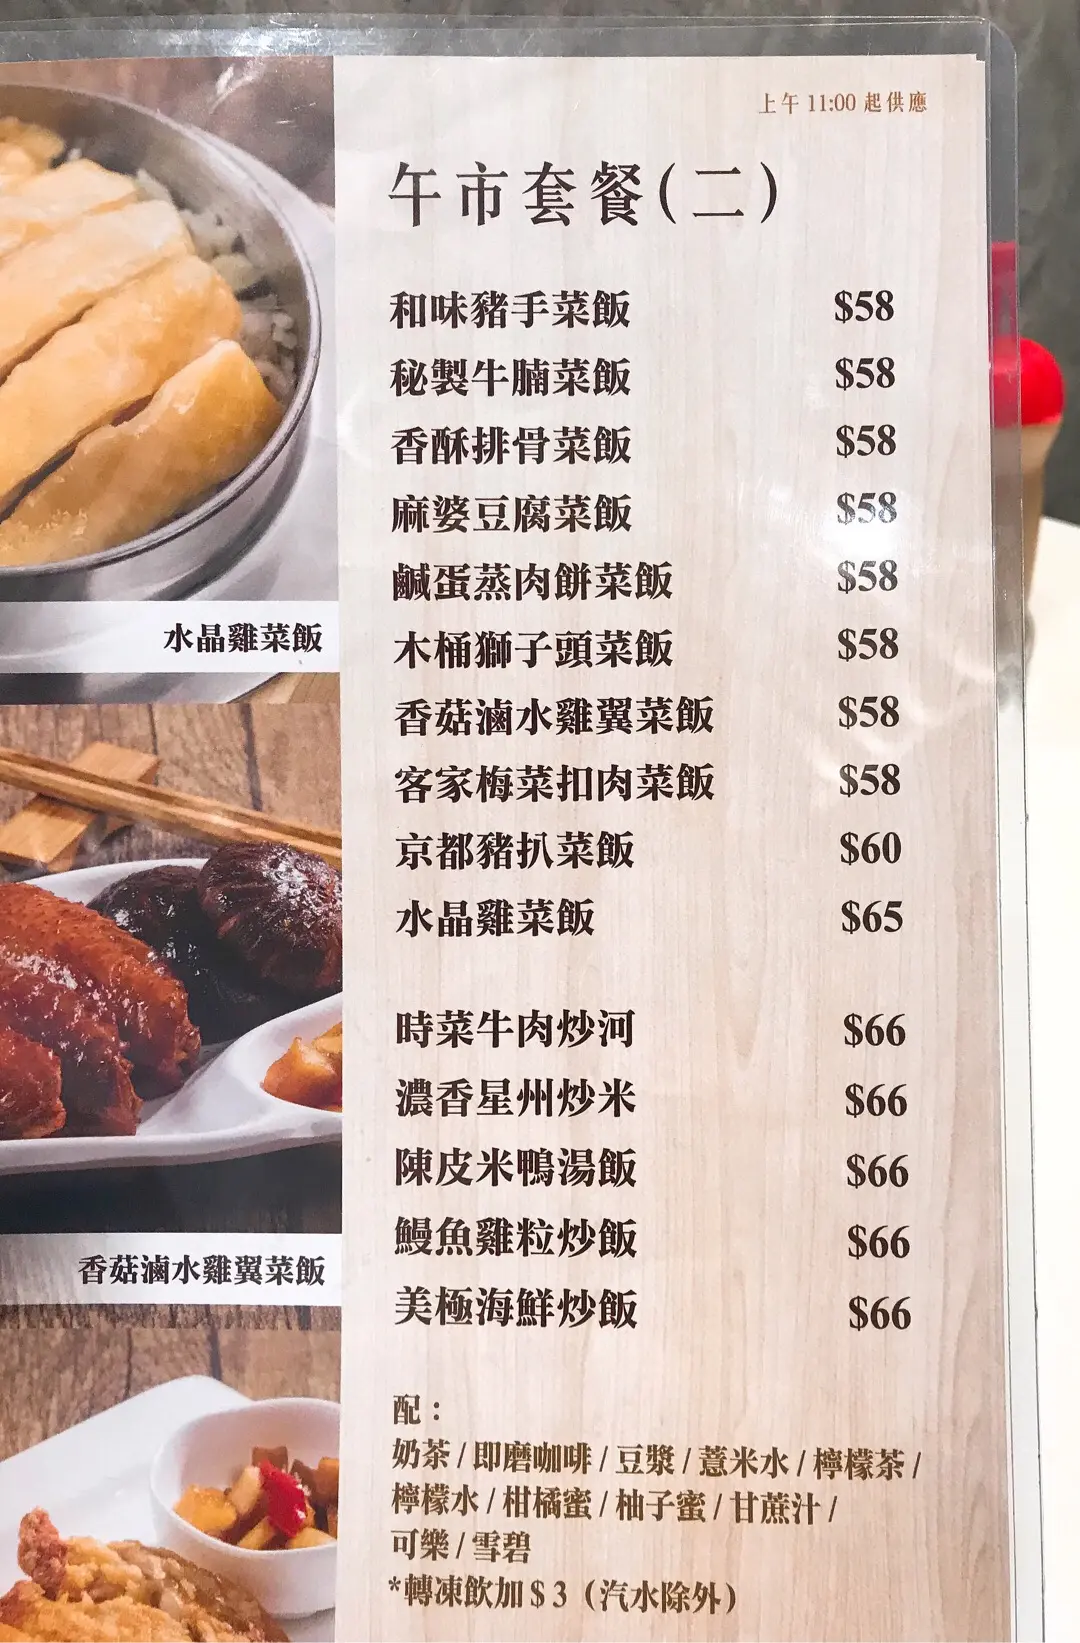 上午 11:00 起供應
午市套餐(二)
和味豬手菜飯 $58
秘製牛腩菜飯 $58
香酥排骨菜飯 $58
麻婆豆腐菜飯 $58
鹹蛋蒸肉餅菜飯 $58
木桶獅子頭菜飯 $58
香菇滷水雞翼菜飯 $58
客家梅菜扣肉菜飯 $58
京都豬扒菜飯 $60
水晶雞菜飯 $65
時菜牛肉炒河 $66
濃香星州炒米 $66
陳皮米鴨湯飯 $66
鰻魚雞粒炒飯 $66
美極海鮮炒飯 $66
配：
奶茶 / 即磨咖啡 / 豆漿 / 薏米水 / 檸檬茶 /
檸檬水 / 柑橘蜜 / 柚子蜜 / 甘蔗汁 /
可樂 / 雪碧
*轉凍飲加 $ 3（汽水除外）
水晶雞菜飯
香菇滷水雞翼菜飯